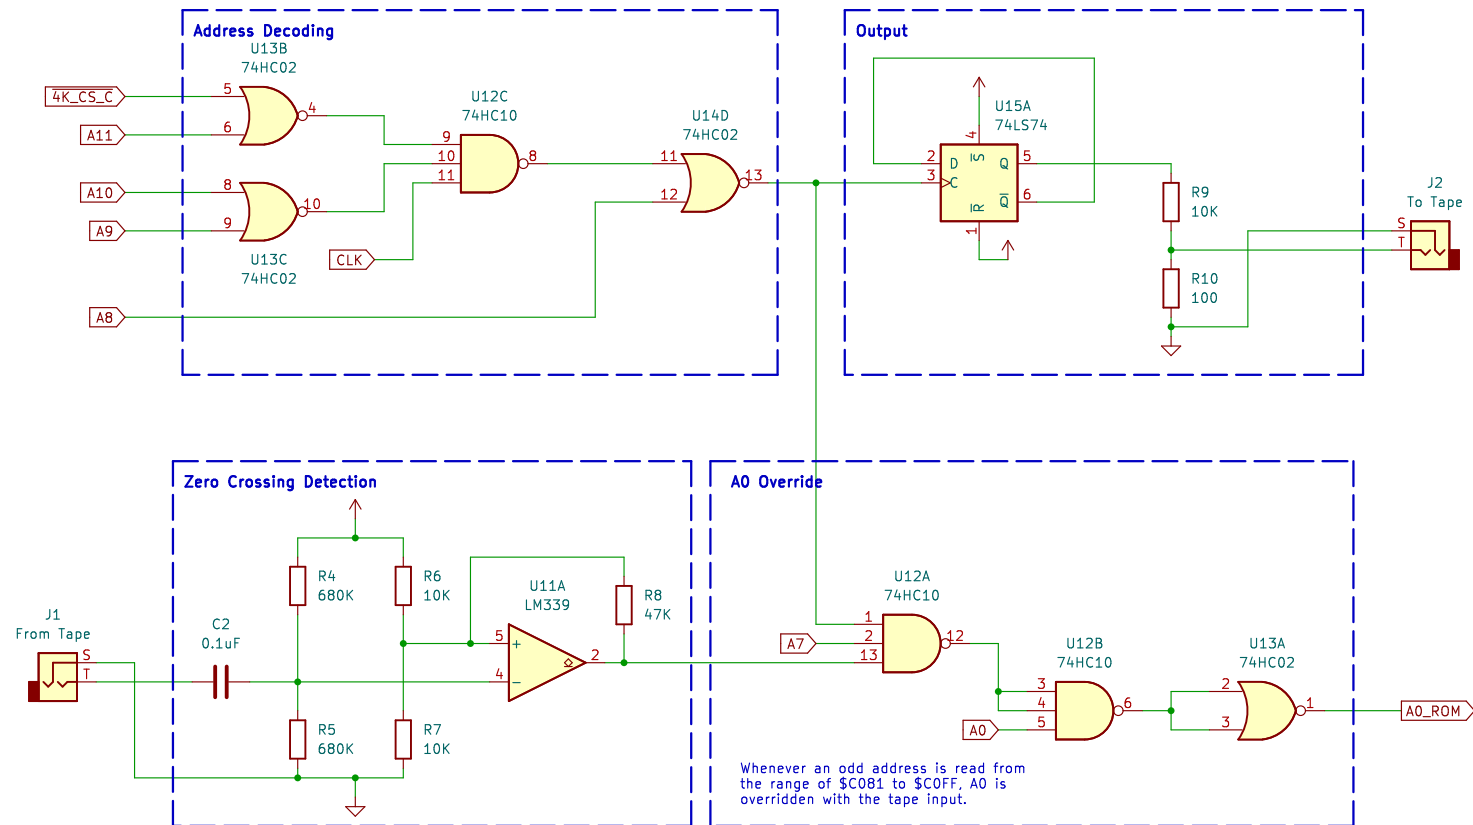 Address Decoding
U13B
74HC02
4K_CS_C
5
4
A11
6
U12C
74HC10
9
10
11
8
A10
8
10
A9
9
U13C
74HC02
CLK
A8
U14D
74HC02
11
12
13
Output
U15A
74LS74
4
S
2
D
Q
5
3
C
Q
6
R
1
R9
10K
R10
100
J2
To Tape
S
T
Zero Crossing Detection
R4
680K
R6
10K
U11A
LM339
R8
47K
J1
From Tape
S
T
C2
0.1uF
5
+
4
−
2
R5
680K
R7
10K
A0 Override
U12A
74HC10
1
A7
2
13
12
U12B
74HC10
3
4
A0
5
6
U13A
74HC02
2
3
1
A0_ROM
Whenever an odd address is read from
the range of $C081 to $C0FF, A0 is
overridden with the tape input.